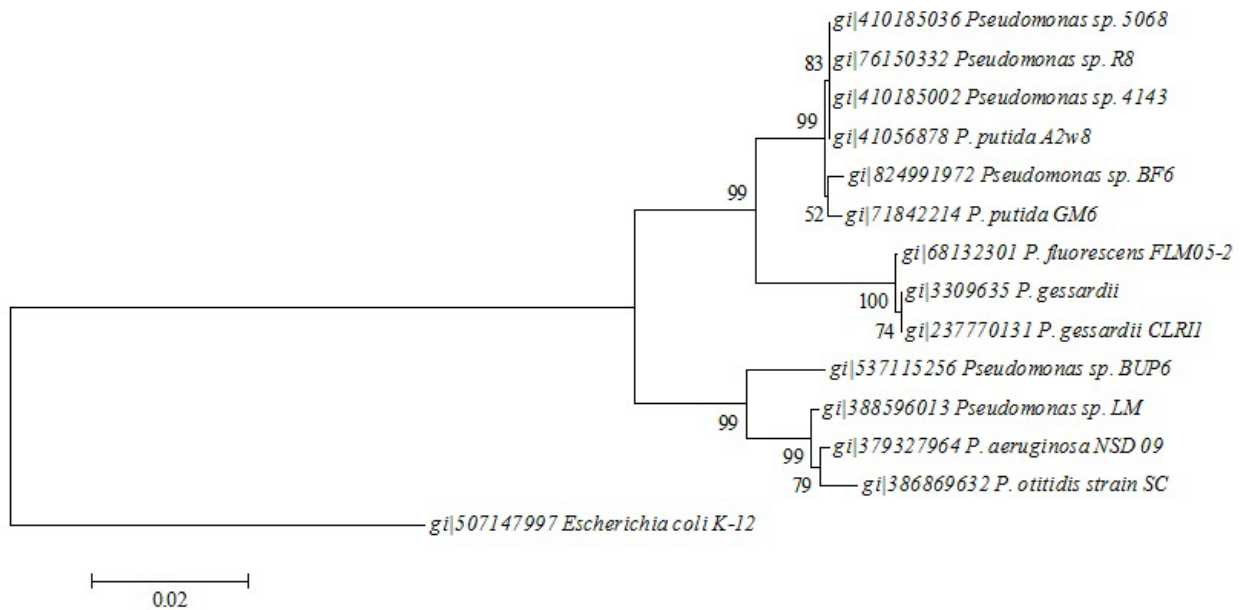 gi|410185036 Pseudomonas sp. 5068
83
gi|76150332 Pseudomonas sp. R8
gi|410185002 Pseudomonas sp. 4143
99
gi|41056878 P. putida A2w8
gi|824991972 Pseudomonas sp. BF6
99
52
gi|71842214 P. putida GM6
gi|68132301 P. fluorescens FLM05-2
gi|3309635 P. gessardii
100
74
gi|237770131 P. gessardii CLRI1
gi|537115256 Pseudomonas sp. BUP6
gi|388596013 Pseudomonas sp. LM
99
gi|379327964 P. aeruginosa NSD 09
99
79
gi|386869632 P. otitidis strain SC
gi|507147997 Escherichia coli K-12
0.02